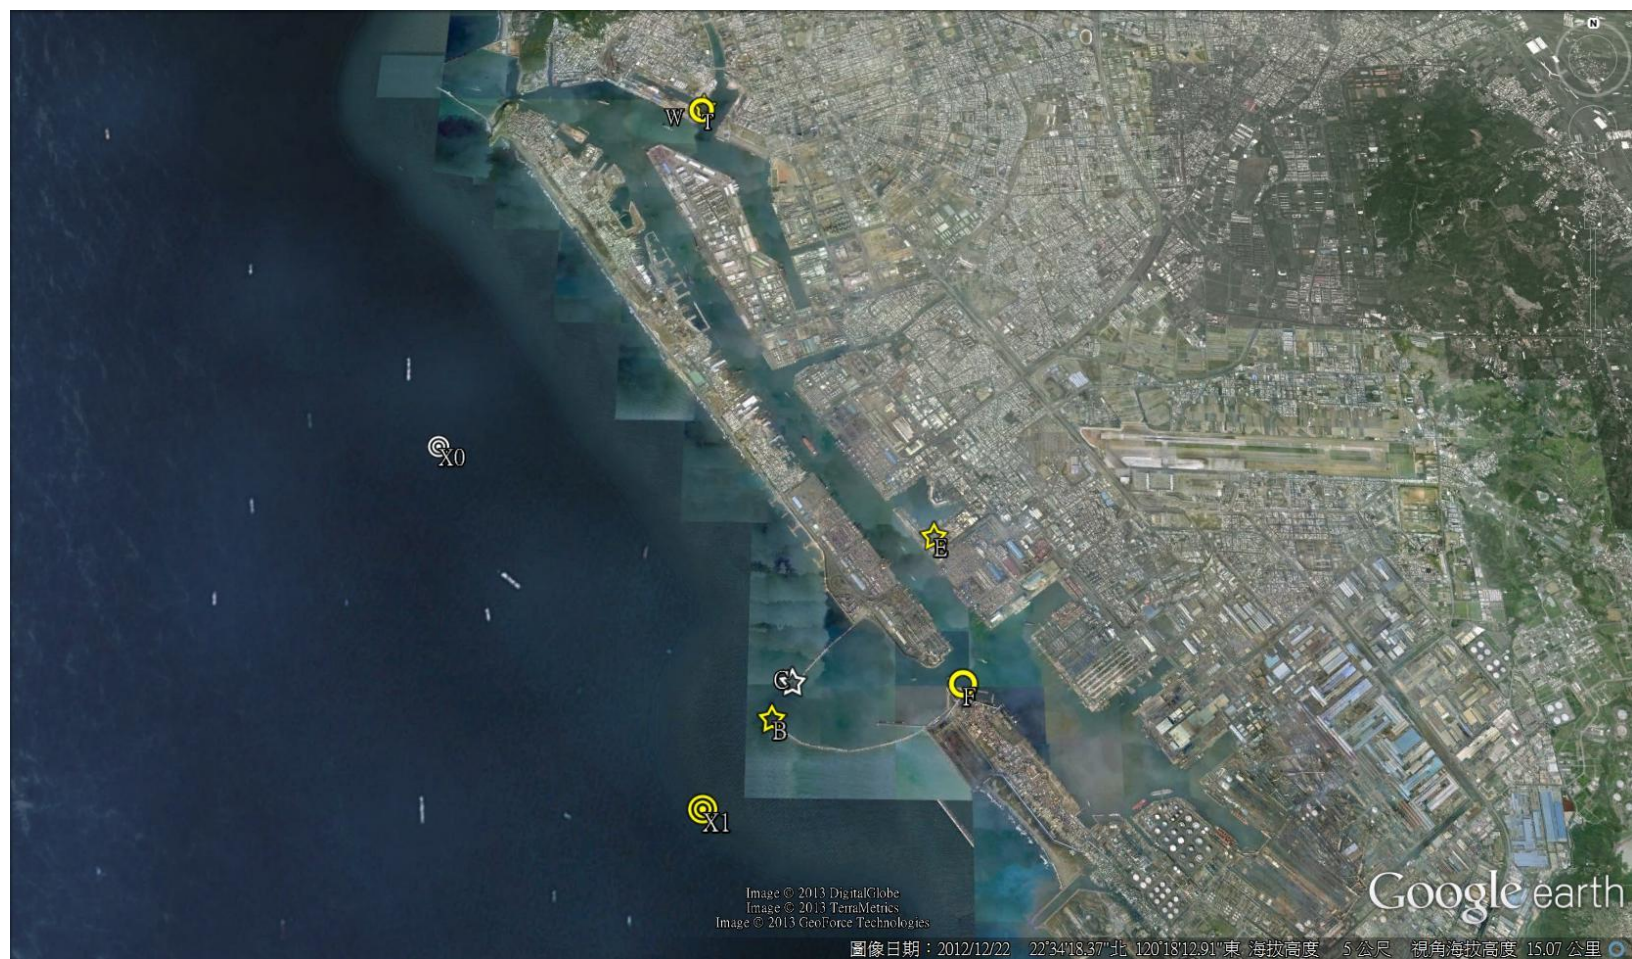 N
W
T
X0
E
C
B
F
X1
Image © 2013 DigitalGlobe
Image © 2013 TerraMetrics
Image © 2013 GeoForce Technologies
Google earth
圖像日期：2012/12/22 22°34'18.37"北 120°18'12.91"東 海拔高度 5 公尺 視角海拔高度 15.07 公里